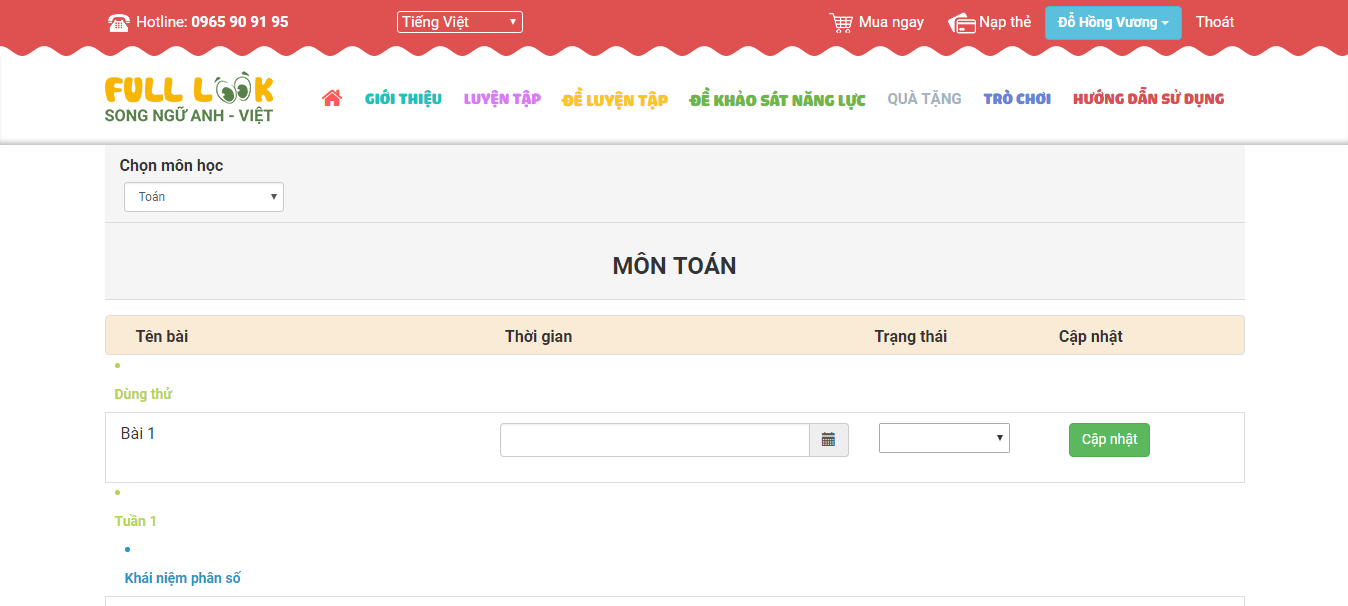 Hotline: 0965 90 91 95 Tiếng Việt Mua ngay Nạp thẻ Đỗ Hồng Vương Thoát
FULL LOOK
SONG NGỮ ANH - VIỆT
GIỚI THIỆU LUYỆN TẬP ĐỀ LUYỆN TẬP ĐỀ KHẢO SÁT NĂNG LỰC QUÀ TẶNG TRÒ CHƠI HƯỚNG DẪN SỬ DỤNG
Chọn môn học
Toán
MÔN TOÁN
Tên bài Thời gian Trạng thái Cập nhật
Dùng thử
Bài 1 Cập nhật
Tuần 1
Khái niệm phân số